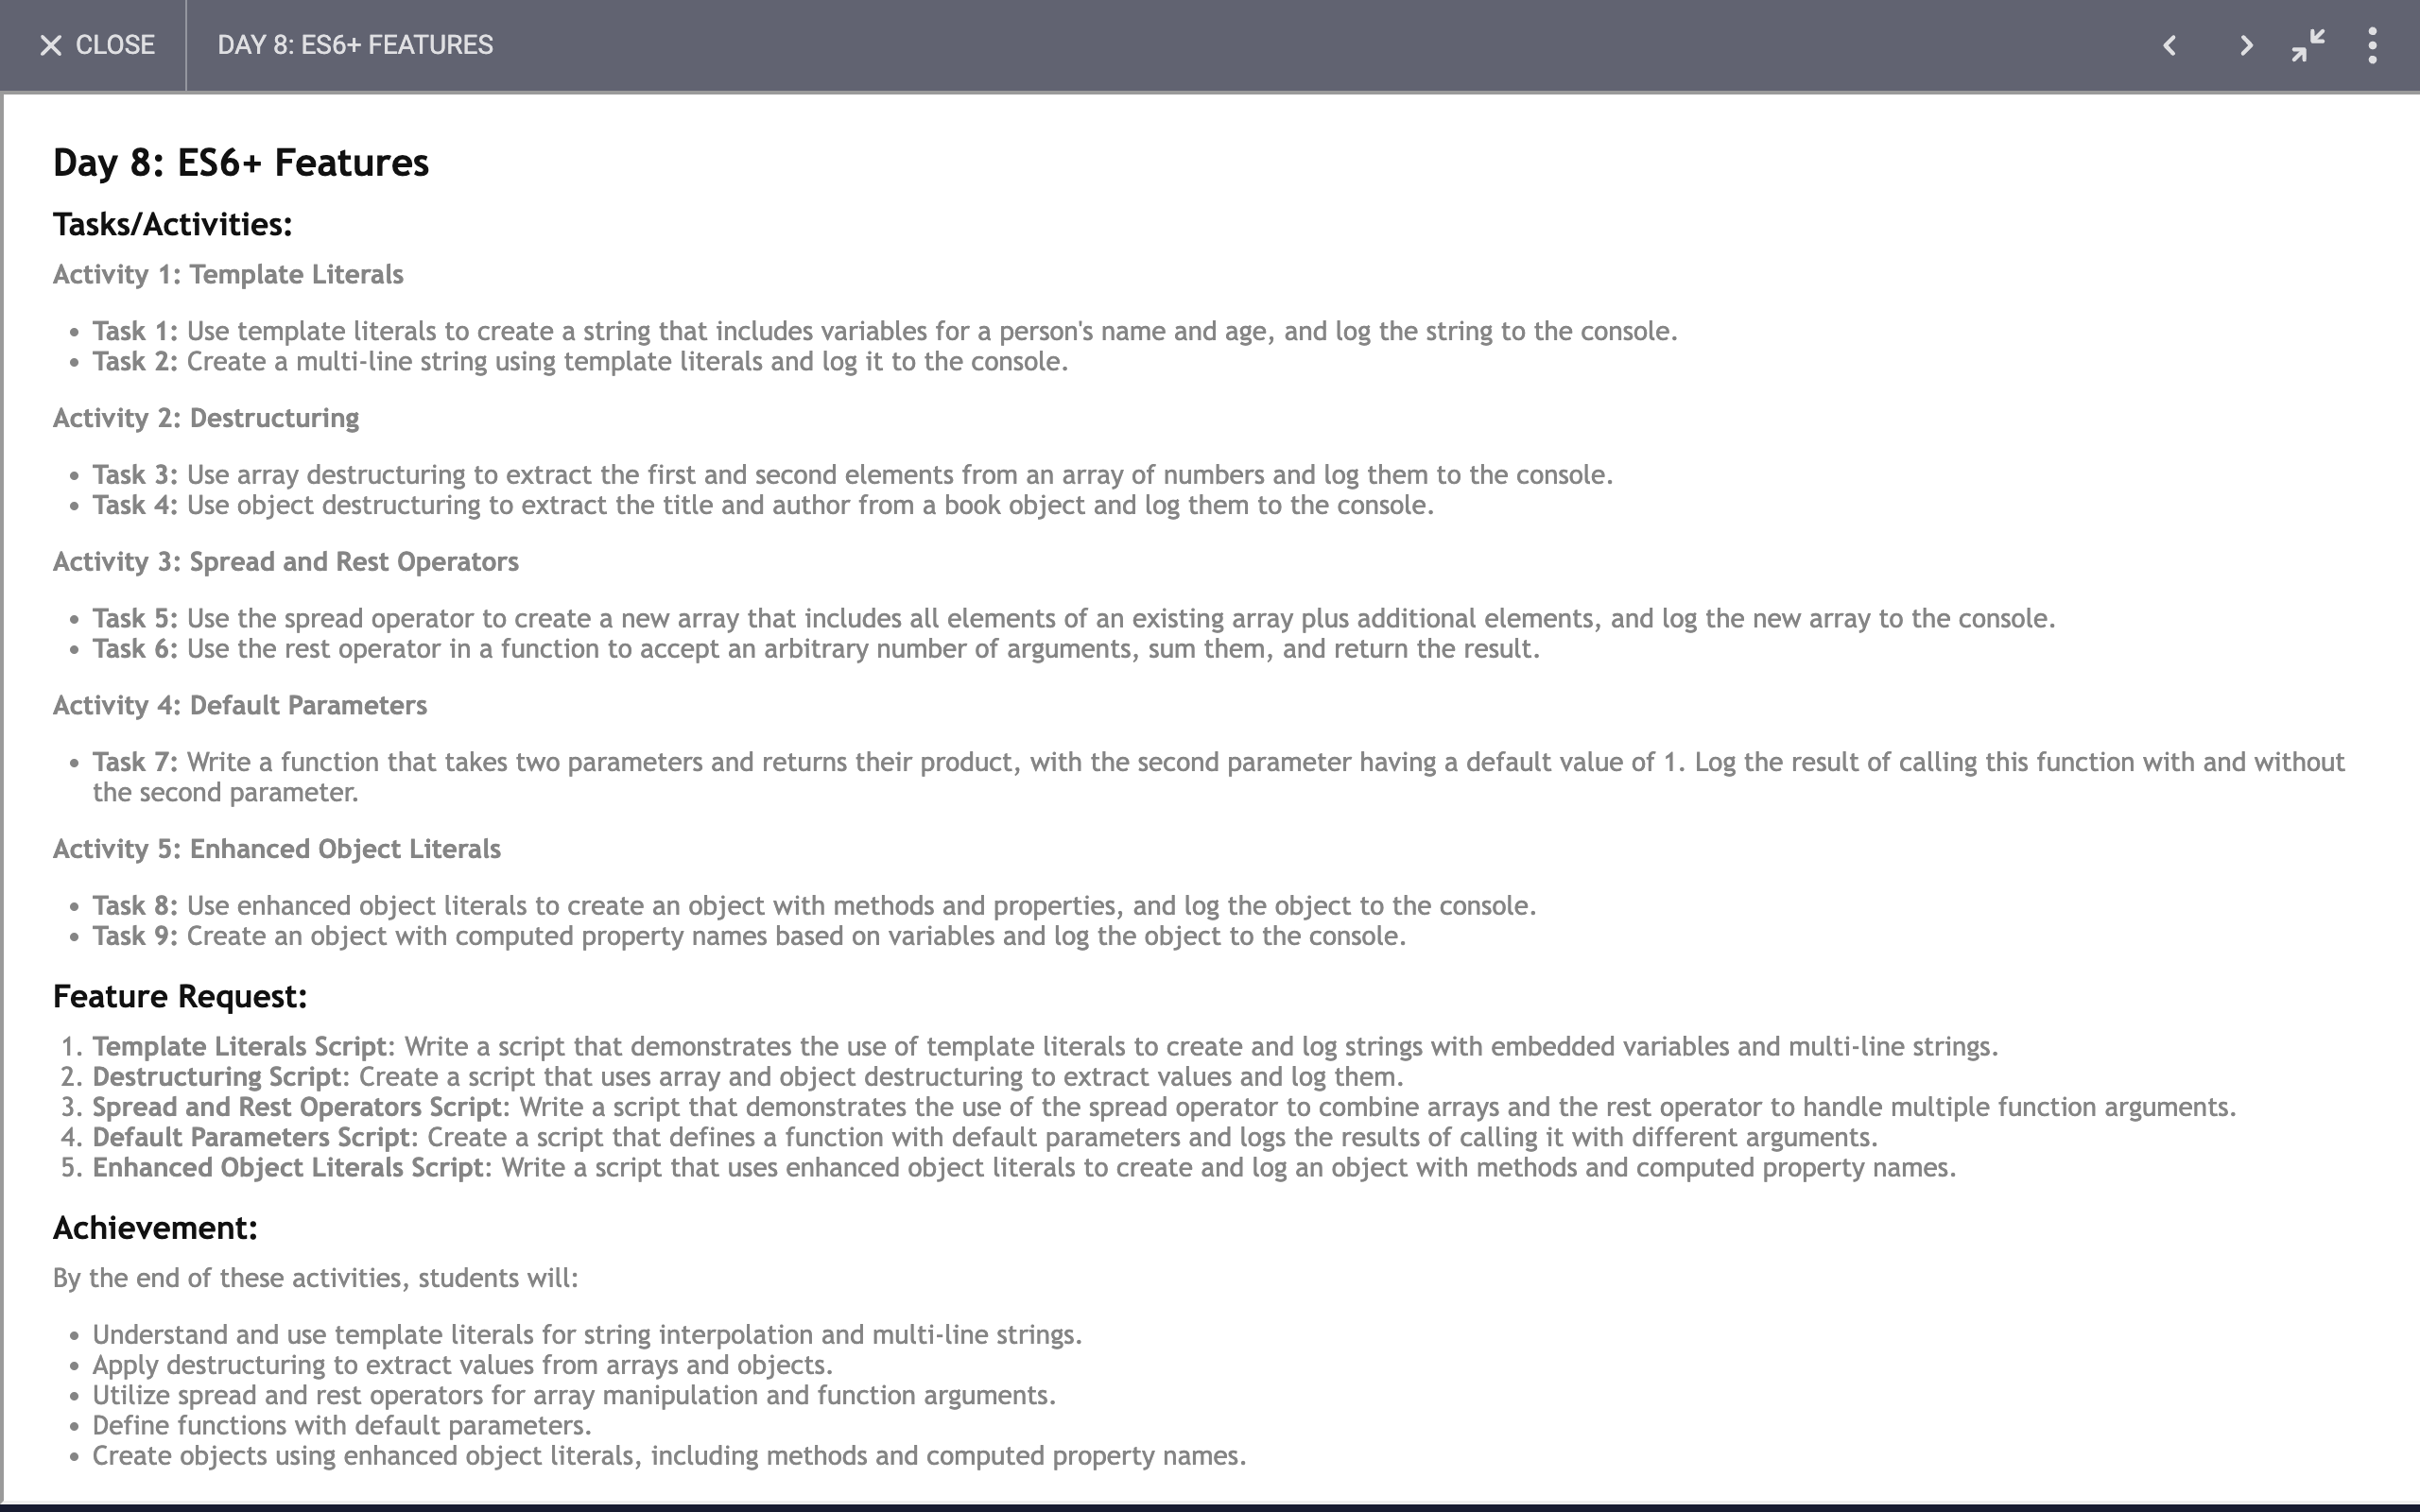 CLOSE
DAY 8: ES6+ FEATURES
Day 8: ES6+ Features
Tasks/Activities:
Activity 1: Template Literals
• Task 1: Use template literals to create a string that includes variables for a person's name and age, and log the string to the console.
• Task 2: Create a multi-line string using template literals and log it to the console.
Activity 2: Destructuring
• Task 3: Use array destructuring to extract the first and second elements from an array of numbers and log them to the console.
• Task 4: Use object destructuring to extract the title and author from a book object and log them to the console.
Activity 3: Spread and Rest Operators
• Task 5: Use the spread operator to create a new array that includes all elements of an existing array plus additional elements, and log the new array to the console.
• Task 6: Use the rest operator in a function to accept an arbitrary number of arguments, sum them, and return the result.
Activity 4: Default Parameters
• Task 7: Write a function that takes two parameters and returns their product, with the second parameter having a default value of 1. Log the result of calling this function with and without
the second parameter.
Activity 5: Enhanced Object Literals
• Task 8: Use enhanced object literals to create an object with methods and properties, and log the object to the console.
• Task 9: Create an object with computed property names based on variables and log the object to the console.
Feature Request:
1. Template Literals Script: Write a script that demonstrates the use of template literals to create and log strings with embedded variables and multi-line strings.
2. Destructuring Script: Create a script that uses array and object destructuring to extract values and log them.
3. Spread and Rest Operators Script: Write a script that demonstrates the use of the spread operator to combine arrays and the rest operator to handle multiple function arguments.
4. Default Parameters Script: Create a script that defines a function with default parameters and logs the results of calling it with different arguments.
5. Enhanced Object Literals Script: Write a script that uses enhanced object literals to create and log an object with methods and computed property names.
Achievement:
By the end of these activities, students will:
• Understand and use template literals for string interpolation and multi-line strings.
• Apply destructuring to extract values from arrays and objects.
• Utilize spread and rest operators for array manipulation and function arguments.
• Define functions with default parameters.
• Create objects using enhanced object literals, including methods and computed property names.